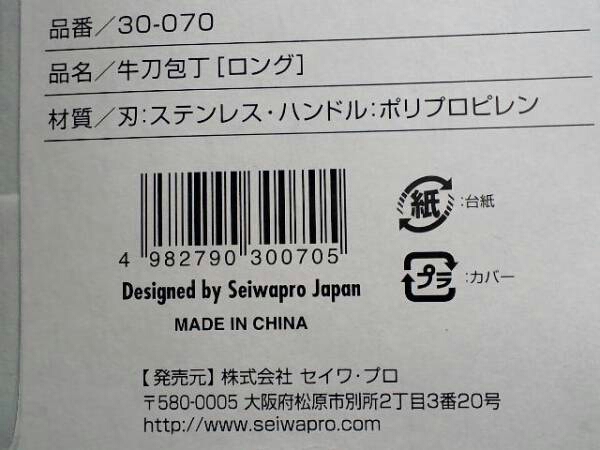 品番/30-070
品名/牛刀包丁[ロング]
材質/刃:ステンレス・ハンドル:ポリプロピレン
紙:台紙
4 982790 300705
プラ:カバー
Designed by Seiwapro Japan
MADE IN CHINA
【発売元】株式会社 セイワ・プロ
〒580-0005 大阪府松原市別所2丁目3番20号
http://www.seiwapro.com